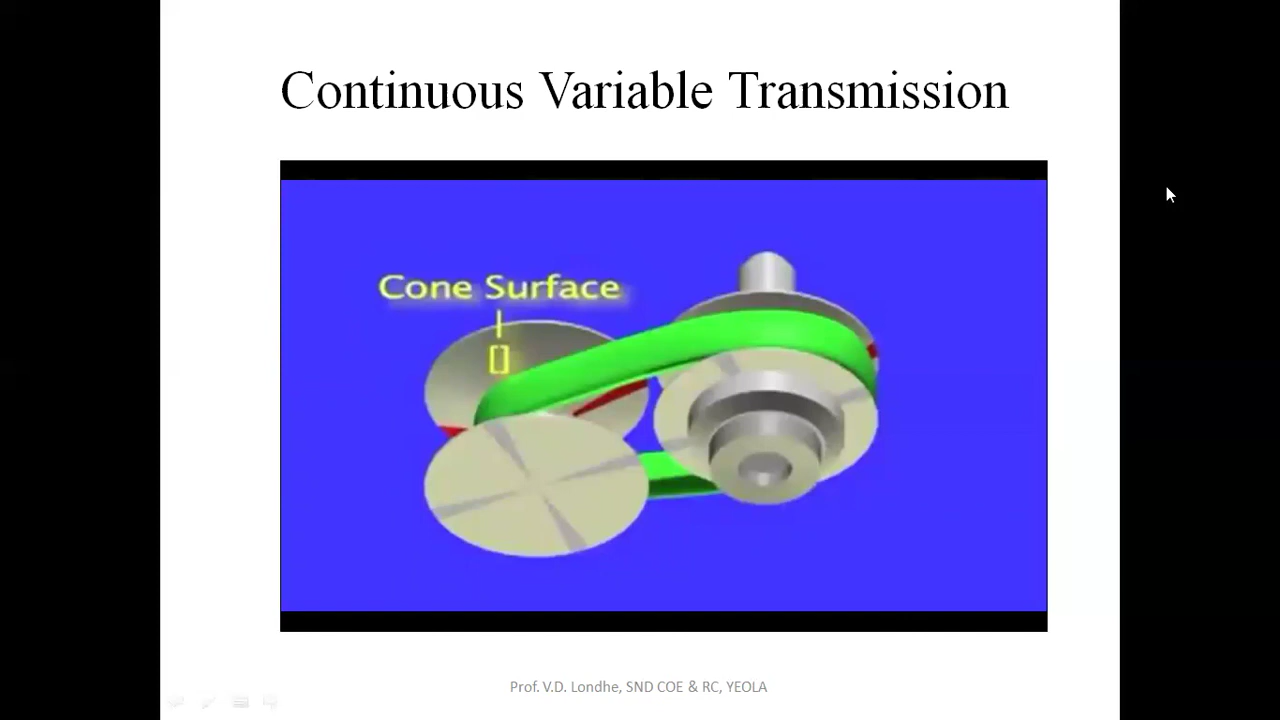 Continuous Variable Transmission
Cone Surface
Prof. V.D. Londhe, SND COE & RC, YEOLA